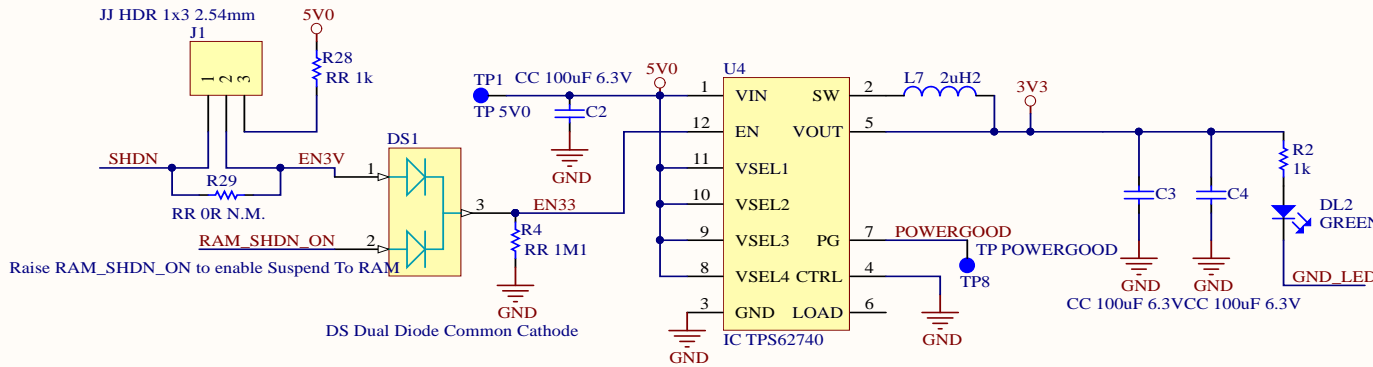 JJ HDR 1x3 2.54mm
J1
1 2 3
5V0
R28
RR 1k
SHDN
EN3V
R29
RR 0R N.M.
RAM_SHDN_ON
Raise RAM_SHDN_ON to enable Suspend To RAM
DS1
1
2
3
EN33
R4
RR 1M1
GND
DS Dual Diode Common Cathode
TP1
TP 5V0
CC 100uF 6.3V
C2
GND
5V0
U4
1 VIN
12 EN
11 VSEL1
10 VSEL2
9 VSEL3
8 VSEL4
3 GND
SW 2
VOUT 5
PG 7
CTRL 4
LOAD 6
IC TPS62740
GND
L7 2uH2
3V3
POWERGOOD
TP POWERGOOD
TP8
GND
C3
GND
CC 100uF 6.3V
C4
GND
CC 100uF 6.3V
R2
1k
DL2
GREEN
GND_LED